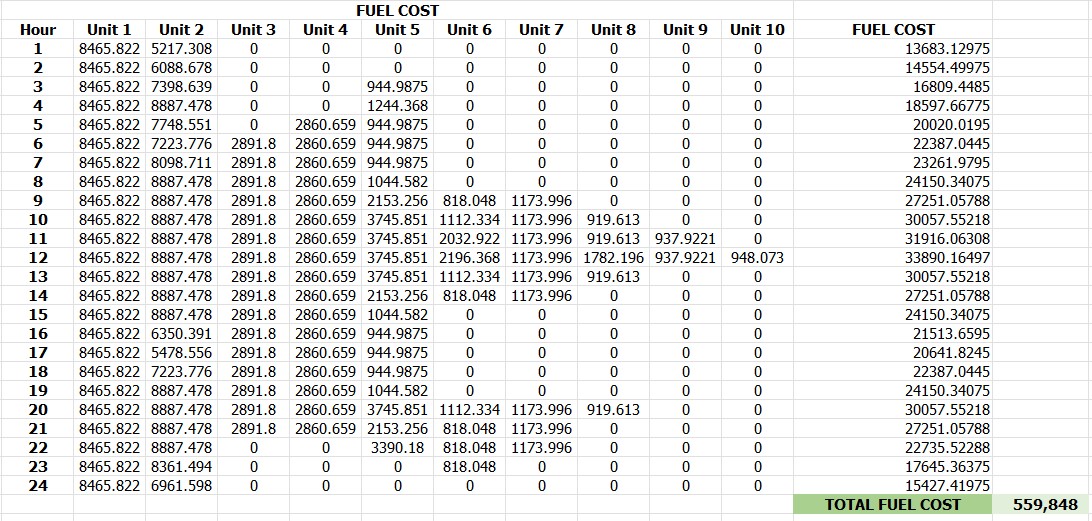 FUEL COST
Hour Unit 1 Unit 2 Unit 3 Unit 4 Unit 5 Unit 6 Unit 7 Unit 8 Unit 9 Unit 10 FUEL COST
1 8465.822 5217.308 0 0 0 0 0 0 0 0 13683.12975
2 8465.822 6088.678 0 0 0 0 0 0 0 0 14554.49975
3 8465.822 7398.639 0 0 944.9875 0 0 0 0 0 16809.4485
4 8465.822 8887.478 0 0 1244.368 0 0 0 0 0 18597.66775
5 8465.822 7748.551 0 2860.659 944.9875 0 0 0 0 0 20020.0195
6 8465.822 7223.776 2891.8 2860.659 944.9875 0 0 0 0 0 22387.0445
7 8465.822 8098.711 2891.8 2860.659 944.9875 0 0 0 0 0 23261.9795
8 8465.822 8887.478 2891.8 2860.659 1044.582 0 0 0 0 0 24150.34075
9 8465.822 8887.478 2891.8 2860.659 2153.256 818.048 1173.996 0 0 0 27251.05788
10 8465.822 8887.478 2891.8 2860.659 3745.851 1112.334 1173.996 919.613 0 0 30057.55218
11 8465.822 8887.478 2891.8 2860.659 3745.851 2032.922 1173.996 919.613 937.9221 0 31916.06308
12 8465.822 8887.478 2891.8 2860.659 3745.851 2196.368 1173.996 1782.196 937.9221 948.073 33890.16497
13 8465.822 8887.478 2891.8 2860.659 3745.851 1112.334 1173.996 919.613 0 0 30057.55218
14 8465.822 8887.478 2891.8 2860.659 2153.256 818.048 1173.996 0 0 0 27251.05788
15 8465.822 8887.478 2891.8 2860.659 1044.582 0 0 0 0 0 24150.34075
16 8465.822 6350.391 2891.8 2860.659 944.9875 0 0 0 0 0 21513.6595
17 8465.822 5478.556 2891.8 2860.659 944.9875 0 0 0 0 0 20641.8245
18 8465.822 7223.776 2891.8 2860.659 944.9875 0 0 0 0 0 22387.0445
19 8465.822 8887.478 2891.8 2860.659 1044.582 0 0 0 0 0 24150.34075
20 8465.822 8887.478 2891.8 2860.659 3745.851 1112.334 1173.996 919.613 0 0 30057.55218
21 8465.822 8887.478 2891.8 2860.659 2153.256 818.048 1173.996 0 0 0 27251.05788
22 8465.822 8887.478 0 0 3390.18 818.048 1173.996 0 0 0 22735.52288
23 8465.822 8361.494 0 0 0 818.048 0 0 0 0 17645.36375
24 8465.822 6961.598 0 0 0 0 0 0 0 0 15427.41975
TOTAL FUEL COST 559,848